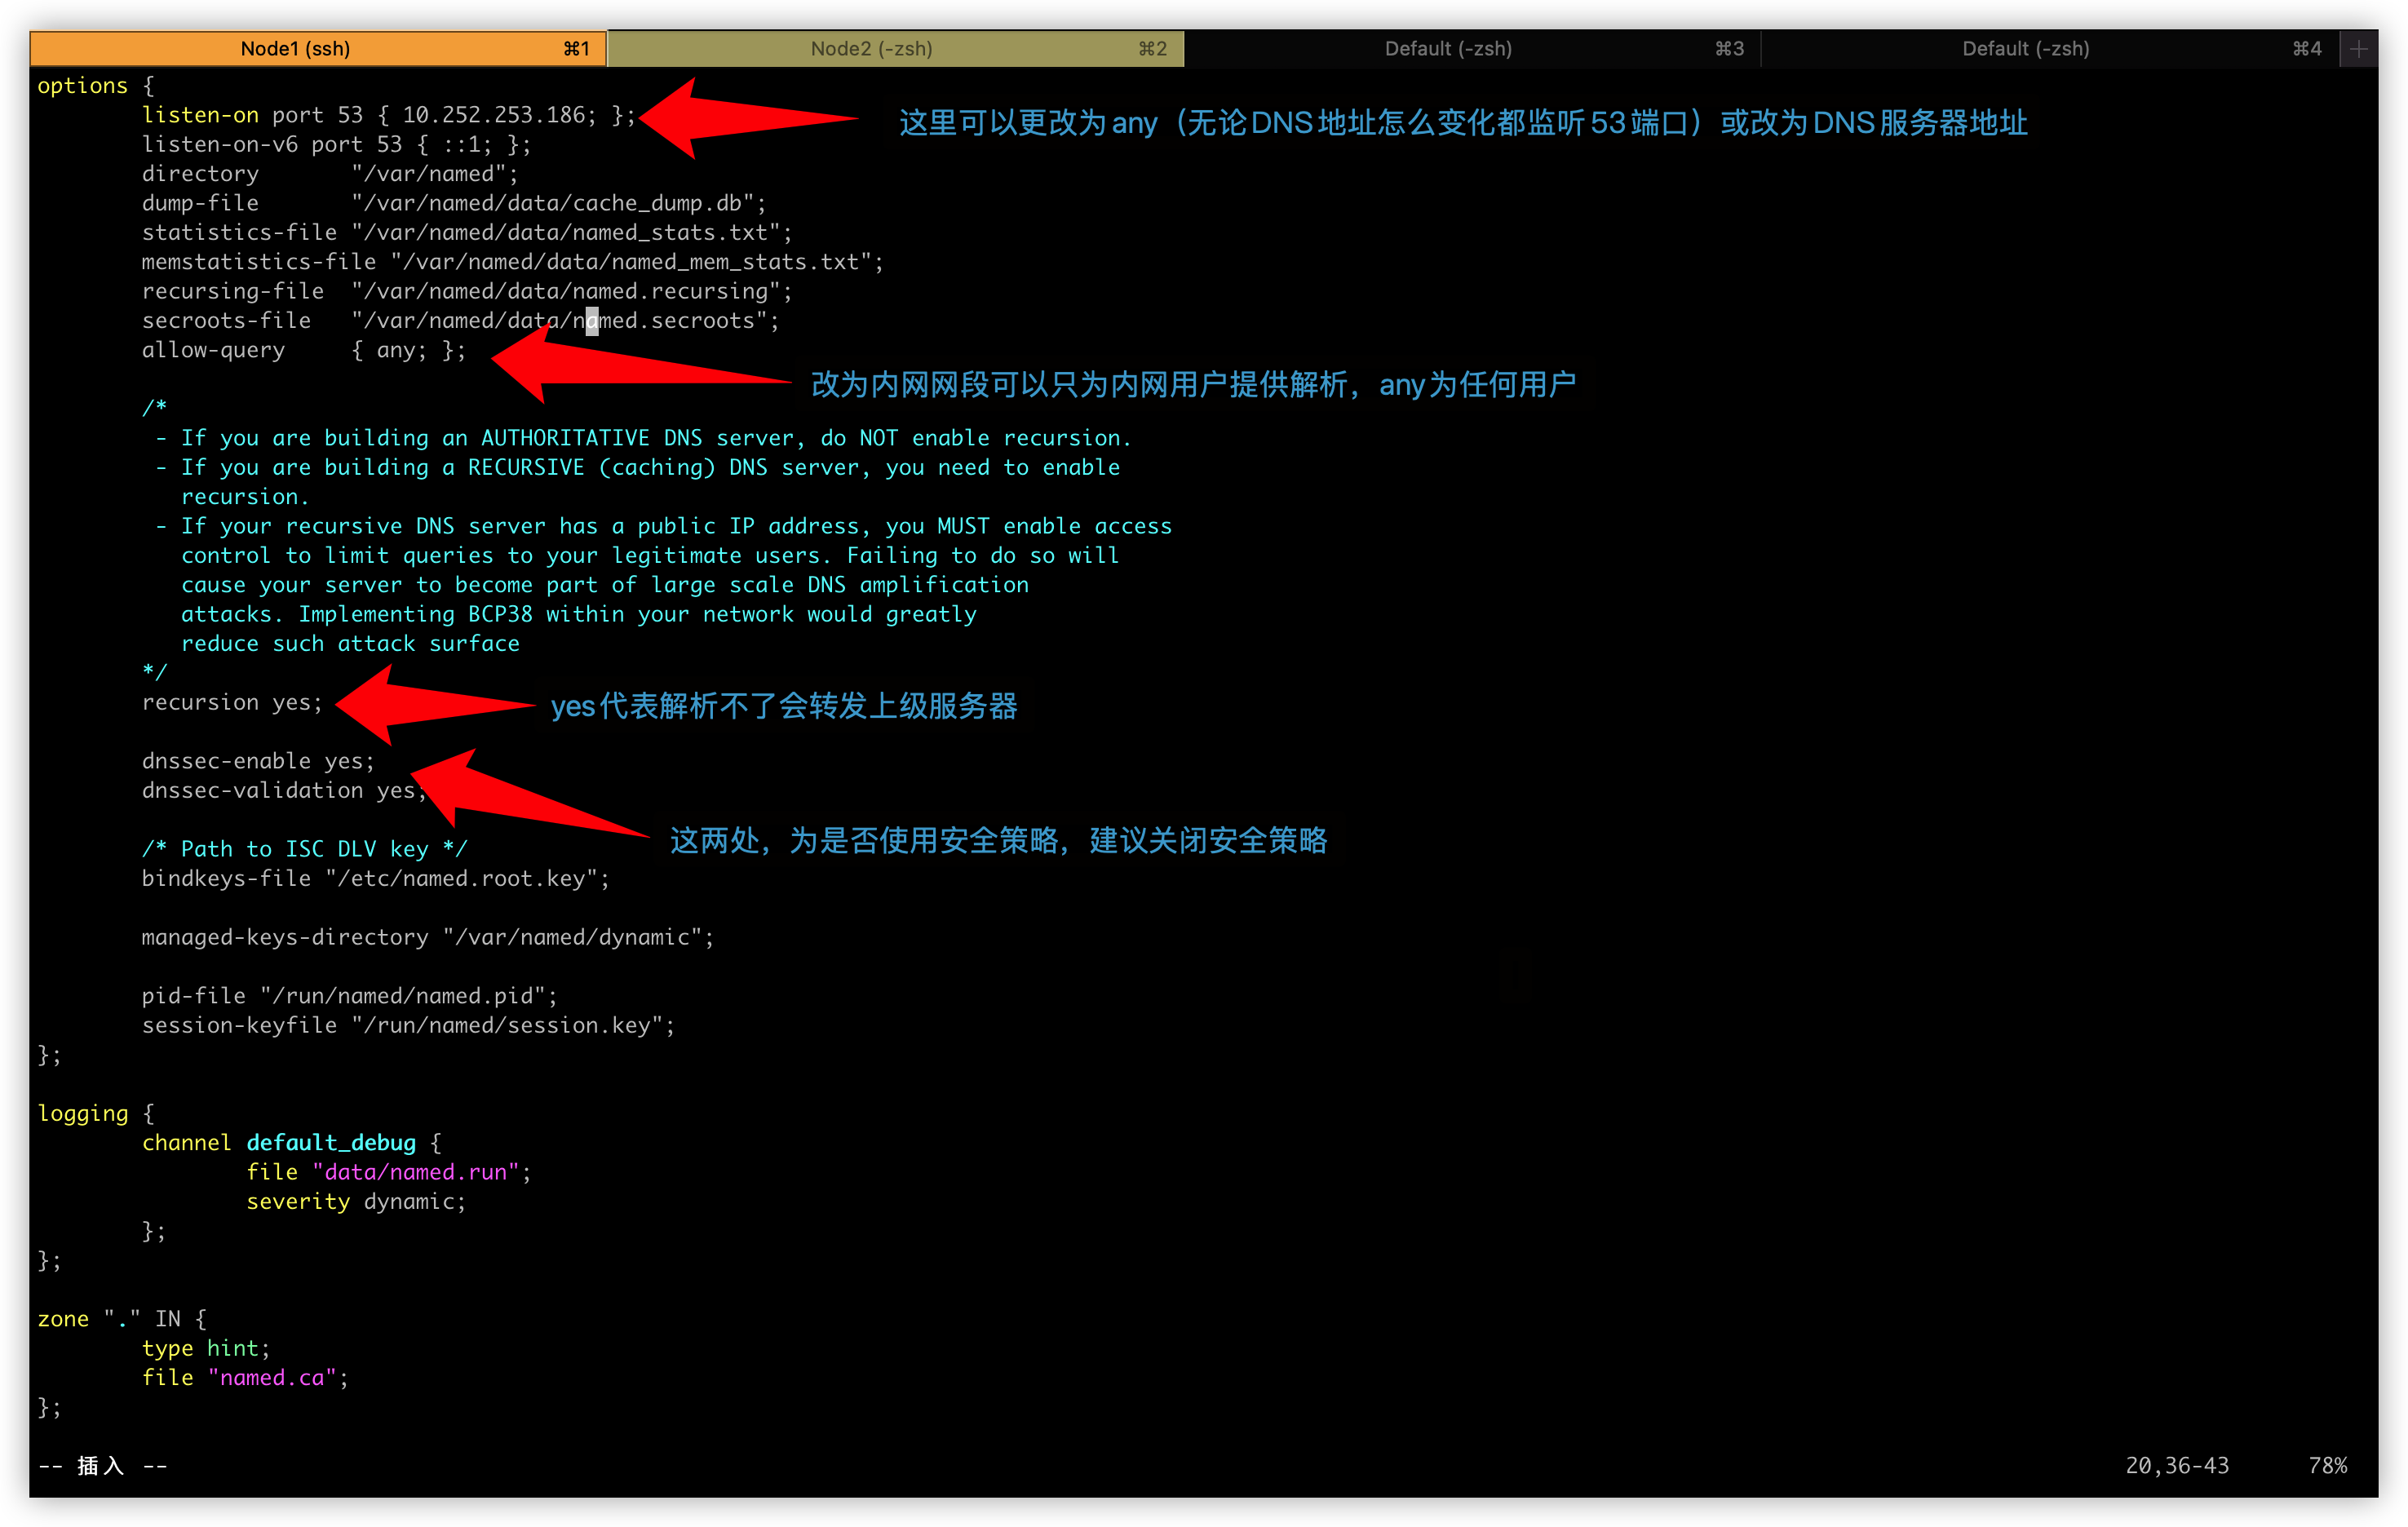 Node1 (ssh) ⌘1 Node2 (-zsh) ⌘2 Default (-zsh) ⌘3 Default (-zsh) ⌘4 +
options {
listen-on port 53 { 10.252.253.186; }; 这里可以更改为any（无论DNS地址怎么变化都监听53端口）或改为DNS服务器地址
listen-on-v6 port 53 { ::1; };
directory "/var/named";
dump-file "/var/named/data/cache_dump.db";
statistics-file "/var/named/data/named_stats.txt";
memstatistics-file "/var/named/data/named_mem_stats.txt";
recursing-file "/var/named/data/named.recursing";
secroots-file "/var/named/data/named.secroots";
allow-query { any; };
改为内网网段可以只为内网用户提供解析，any为任何用户
/*
- If you are building an AUTHORITATIVE DNS server, do NOT enable recursion.
- If you are building a RECURSIVE (caching) DNS server, you need to enable
recursion.
- If your recursive DNS server has a public IP address, you MUST enable access
control to limit queries to your legitimate users. Failing to do so will
cause your server to become part of large scale DNS amplification
attacks. Implementing BCP38 within your network would greatly
reduce such attack surface
*/
recursion yes; yes代表解析不了会转发上级服务器
dnssec-enable yes;
dnssec-validation yes;
这两处，为是否使用安全策略，建议关闭安全策略
/* Path to ISC DLV key */
bindkeys-file "/etc/named.root.key";
managed-keys-directory "/var/named/dynamic";
pid-file "/run/named/named.pid";
session-keyfile "/run/named/session.key";
};
logging {
channel default_debug {
file "data/named.run";
severity dynamic;
};
};
zone "." IN {
type hint;
file "named.ca";
};
-- 插入 -- 20,36-43 78%